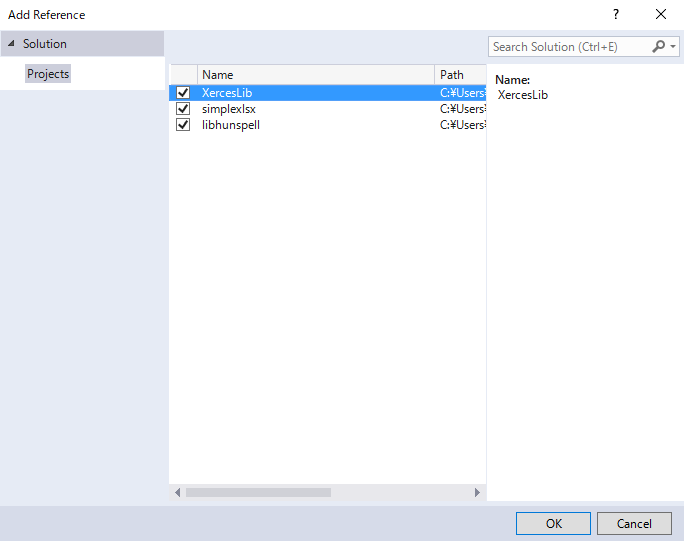 Add Reference
?
Solution
Search Solution (Ctrl+E)
Projects
Name Path
XercesLib C:¥Users¥
simplexlsx C:¥Users¥
libhunspell C:¥Users¥
Name:
XercesLib
OK Cancel